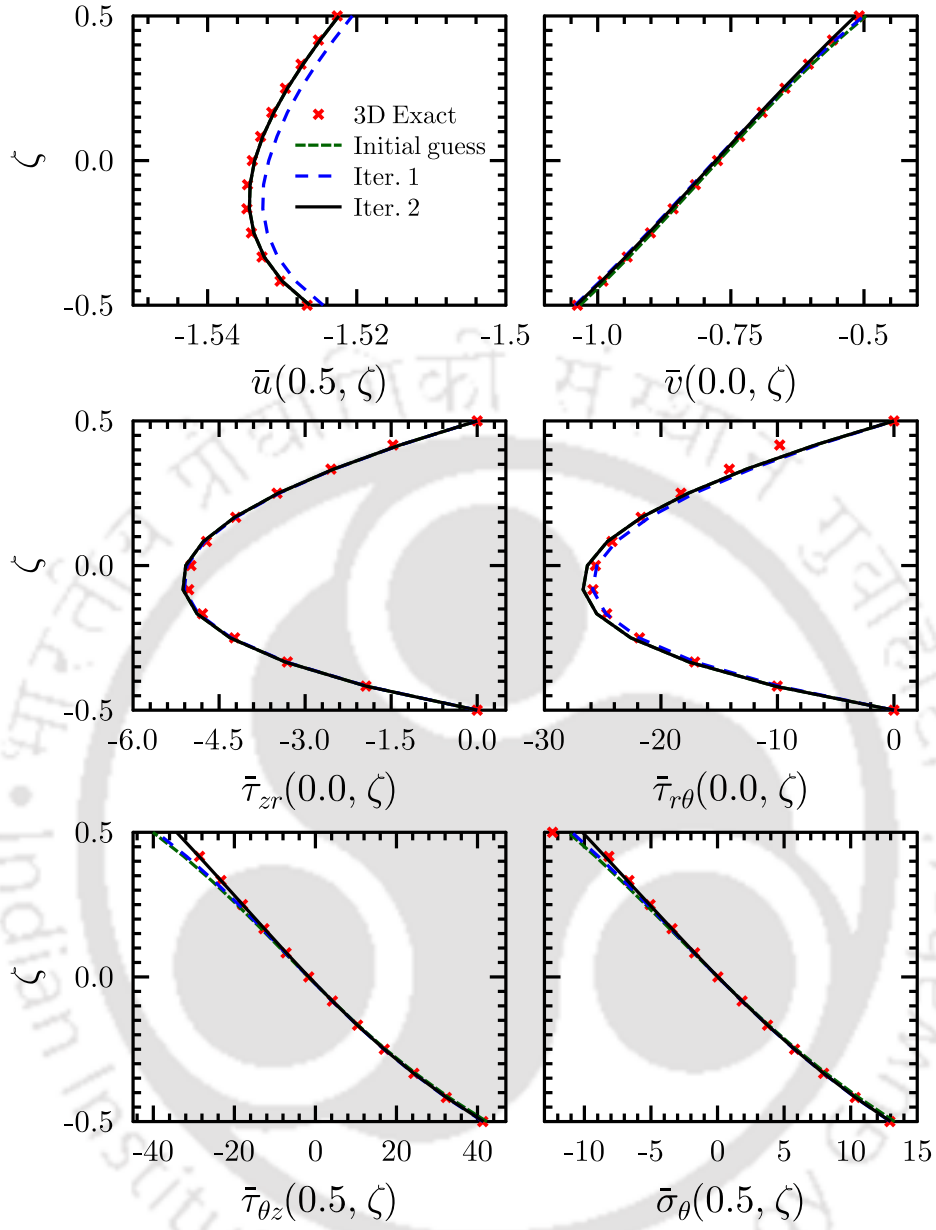 0.5
0.0
-0.5
ζ
3D Exact
Initial guess
Iter. 1
Iter. 2
-1.54 -1.52 -1.5
ū(0.5, ζ)
-1.0 -0.75 -0.5
v̄(0.0, ζ)
0.5
0.0
-0.5
ζ
-6.0 -4.5 -3.0 -1.5 0.0
τ̄zr(0.0, ζ)
-30 -20 -10 0
τ̄rθ(0.0, ζ)
0.5
0.0
-0.5
ζ
-40 -20 0 20 40
τ̄θz(0.5, ζ)
-10 -5 0 5 10 15
σ̄θ(0.5, ζ)
Indian Institute